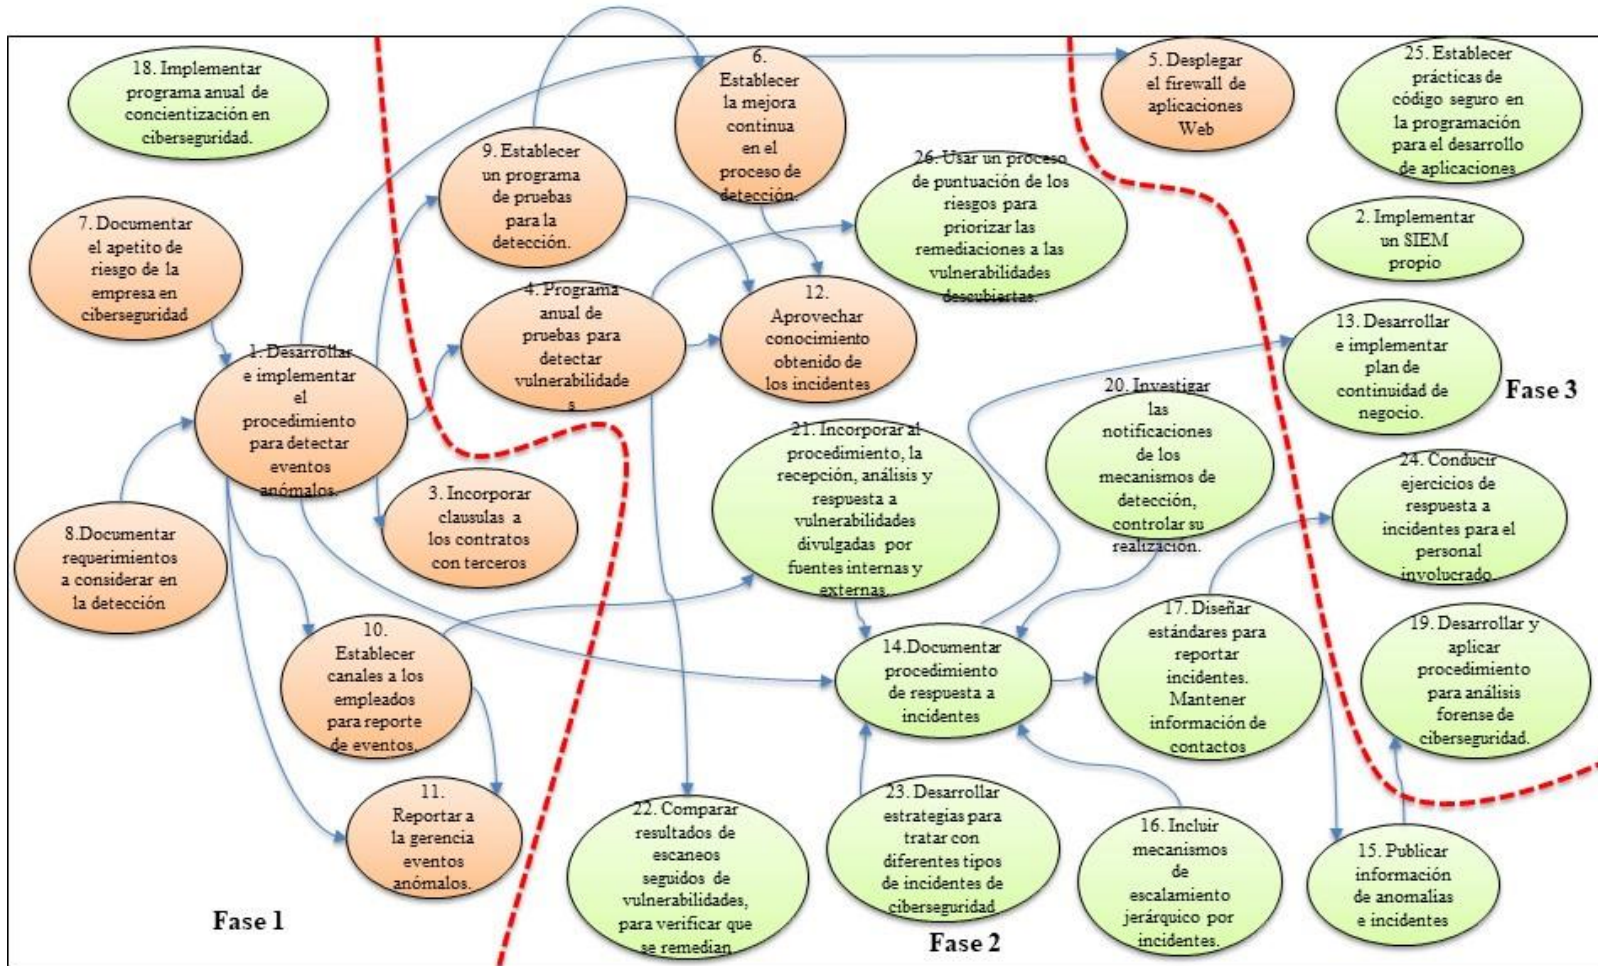 18. Implementar
programa anual de
concientización en
ciberseguridad.
6.
Establecer
la mejora
continua
en el
proceso de
detección.
5. Desplegar
el firewall de
aplicaciones
Web
25. Establecer
prácticas de
código seguro en
la programación
para el desarrollo
de aplicaciones
9. Establecer
un programa
de pruebas
para la
detección.
26. Usar un proceso
de puntuación de los
riesgos para
priorizar las
remediaciones a las
vulnerabilidades
descubiertas.
7. Documentar
el apetito de
riesgo de la
empresa en
ciberseguridad
2. Implementar
un SIEM
propio
4. Programa
anual de
pruebas para
detectar
vulnerabilidade
s
12.
Aprovechar
conocimiento
obtenido de
los incidentes
13. Desarrollar
e implementar
plan de
continuidad de
negocio.
Fase 3
1. Desarrollar
e implementar
el
procedimiento
para detectar
eventos
anómalos.
20. Investigar
las
notificaciones
de los
mecanismos de
detección,
controlar su
realización.
21. Incorporar al
procedimiento, la
recepción, análisis y
respuesta a
vulnerabilidades
divulgadas por
fuentes internas y
externas.
24. Conducir
ejercicios de
respuesta a
incidentes para el
personal
involucrado.
3. Incorporar
clausulas a
los contratos
con terceros
8.Documentar
requerimientos
a considerar en
la detección
10.
Establecer
canales a los
empleados
para reporte
de eventos.
14.Documentar
procedimiento
de respuesta a
incidentes
17. Diseñar
estándares para
reportar
incidentes.
Mantener
información de
contactos
19. Desarrollar y
aplicar
procedimiento
para análisis
forense de
ciberseguridad.
11.
Reportar a
la gerencia
eventos
anómalos.
22. Comparar
resultados de
escaneos
seguidos de
vulnerabilidades,
para verificar que
se remedian
23. Desarrollar
estrategias para
tratar con
diferentes tipos
de incidentes de
ciberseguridad
16. Incluir
mecanismos
de
escalamiento
jerárquico por
incidentes.
15. Publicar
información
de anomalías
e incidentes
Fase 1
Fase 2